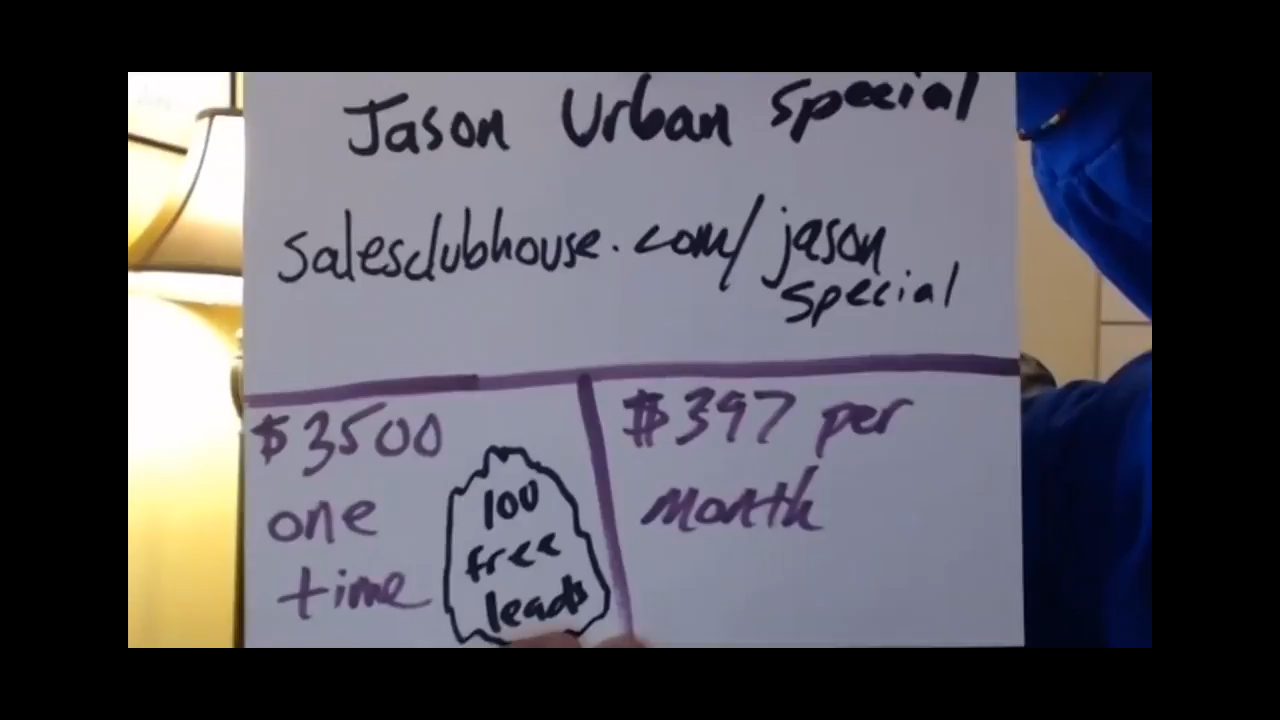 Jason Urban special
salesclubhouse.com/jason
special
$3500
one
time
100
free
leads
$397 per
month